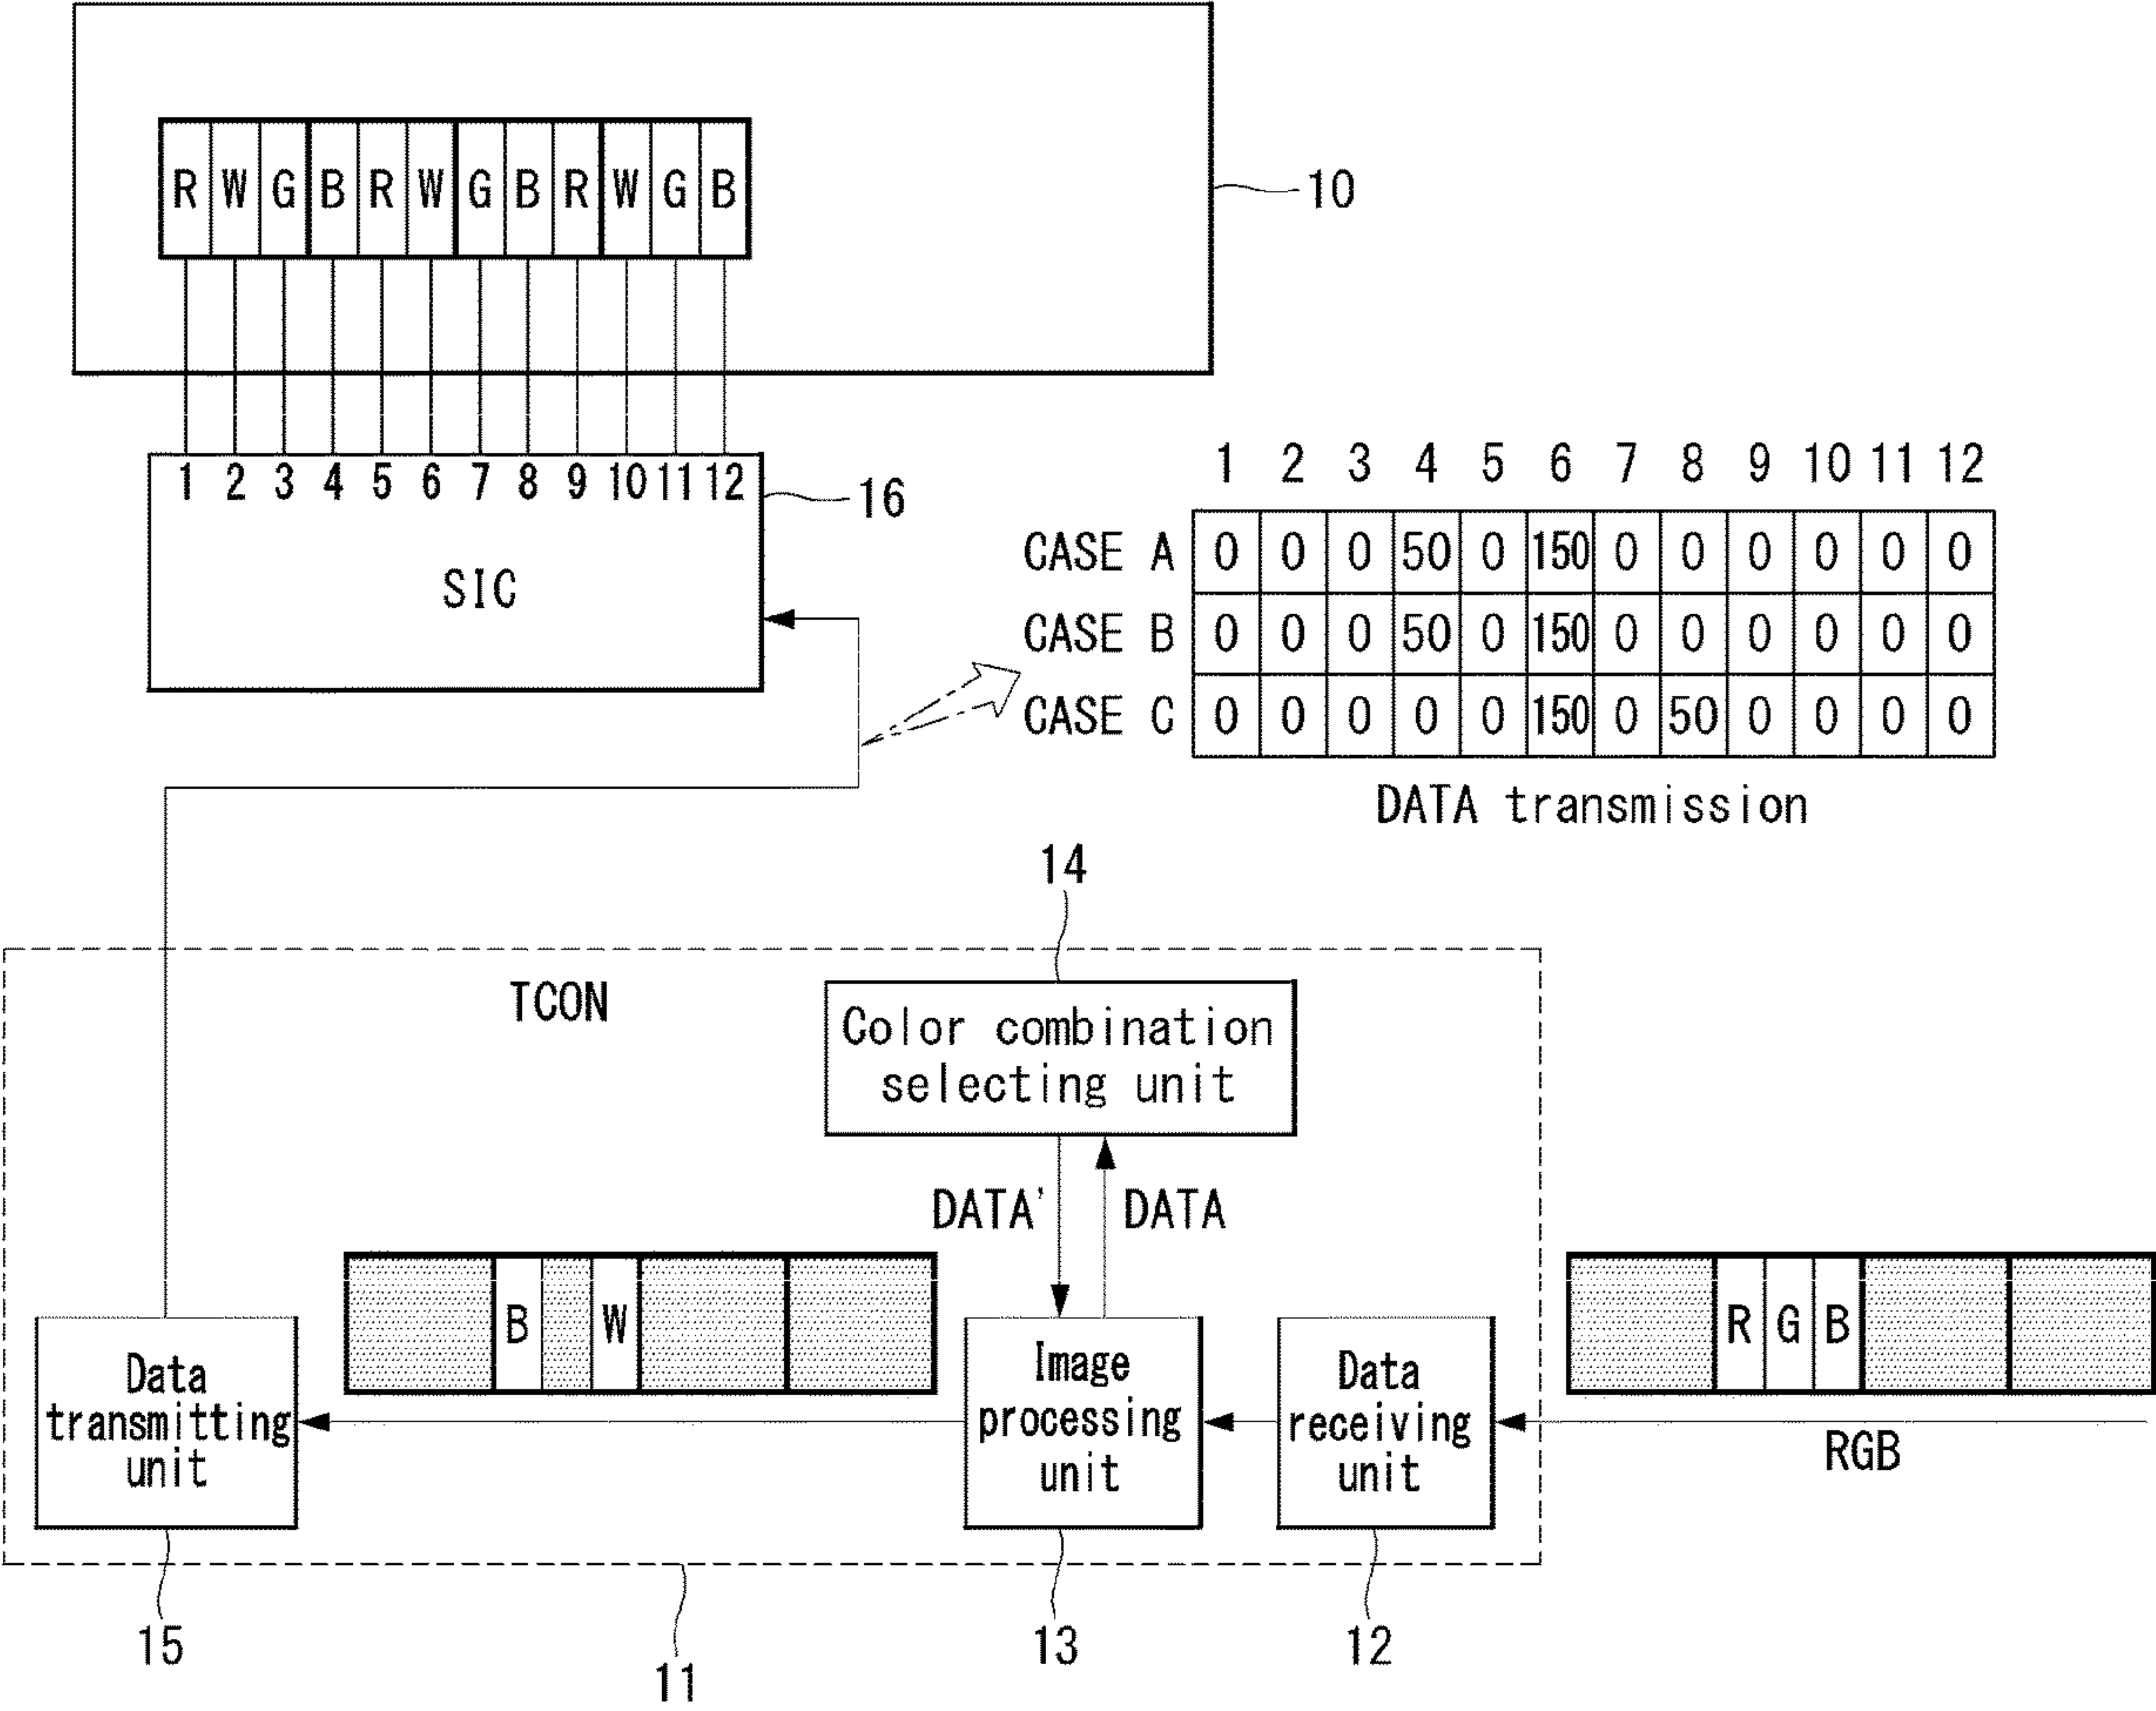 R W G B R W G B R W G B
10
1 2 3 4 5 6 7 8 9 10 11 12
16
SIC
1 2 3 4 5 6 7 8 9 10 11 12
CASE A 0 0 0 50 0 150 0 0 0 0 0 0
CASE B 0 0 0 50 0 150 0 0 0 0 0 0
CASE C 0 0 0 0 0 150 0 50 0 0 0 0
DATA transmission
14
TCON
Color combination
selecting unit
DATA' DATA
B W
R G B
Data
transmitting
unit
Image
processing
unit
Data
receiving
unit
RGB
15
11
13
12